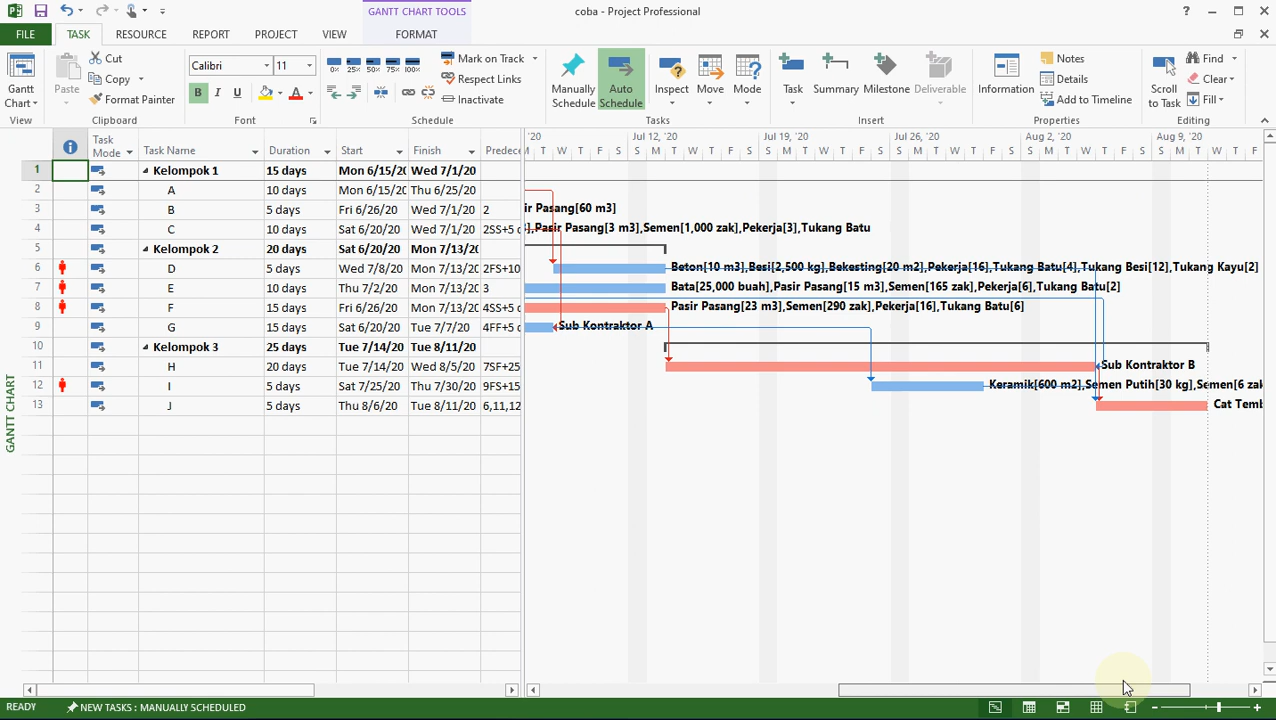 GANTT CHART TOOLS
coba - Project Professional
FILE
TASK
RESOURCE
REPORT
PROJECT
VIEW
FORMAT
Gantt Chart
View
Paste
Cut
Copy
Format Painter
Clipboard
Calibri
11
B I U
Font
0% 25% 50% 75% 100%
Mark on Track
Respect Links
Inactivate
Schedule
Manually Schedule
Auto Schedule
Inspect
Move
Mode
Tasks
Task
Summary
Milestone
Deliverable
Insert
Information
Notes
Details
Add to Timeline
Properties
Scroll to Task
Find
Clear
Fill
Editing
Task Mode Task Name Duration Start Finish Predece
1 Kelompok 1 15 days Mon 6/15/20 Wed 7/1/20
2 A 10 days Mon 6/15/20 Thu 6/25/20
3 B 5 days Fri 6/26/20 Wed 7/1/20 2
4 C 10 days Sat 6/20/20 Wed 7/1/20 2SS+5 d
5 Kelompok 2 20 days Sat 6/20/20 Mon 7/13/20
6 D 5 days Wed 7/8/20 Mon 7/13/20 2FS+10
7 E 10 days Thu 7/2/20 Mon 7/13/20 3
8 F 15 days Fri 6/26/20 Mon 7/13/20 4SS+5 d
9 G 15 days Sat 6/20/20 Tue 7/7/20 4FF+5 d
10 Kelompok 3 25 days Tue 7/14/20 Tue 8/11/20
11 H 20 days Tue 7/14/20 Wed 8/5/20 7SF+25
12 I 5 days Sat 7/25/20 Thu 7/30/20 9FS+15
13 J 5 days Thu 8/6/20 Tue 8/11/20 6,11,12
'20 Jul 12, '20 Jul 19, '20 Jul 26, '20 Aug 2, '20 Aug 9, '20
M W F S T T S M W F S T T S M W F S T T S M W F
ir Pasang[60 m3]
],Pasir Pasang[3 m3],Semen[1,000 zak],Pekerja[3],Tukang Batu
Beton[10 m3],Besi[2,500 kg],Bekesting[20 m2],Pekerja[16],Tukang Batu[4],Tukang Besi[12],Tukang Kayu[2]
Bata[25,000 buah],Pasir Pasang[15 m3],Semen[165 zak],Pekerja[6],Tukang Batu[2]
Pasir Pasang[23 m3],Semen[290 zak],Pekerja[16],Tukang Batu[6]
Sub Kontraktor A
Sub Kontraktor B
Keramik[600 m2],Semen Putih[30 kg],Semen[6 zak
Cat Temb
GANTT CHART
READY
NEW TASKS : MANUALLY SCHEDULED